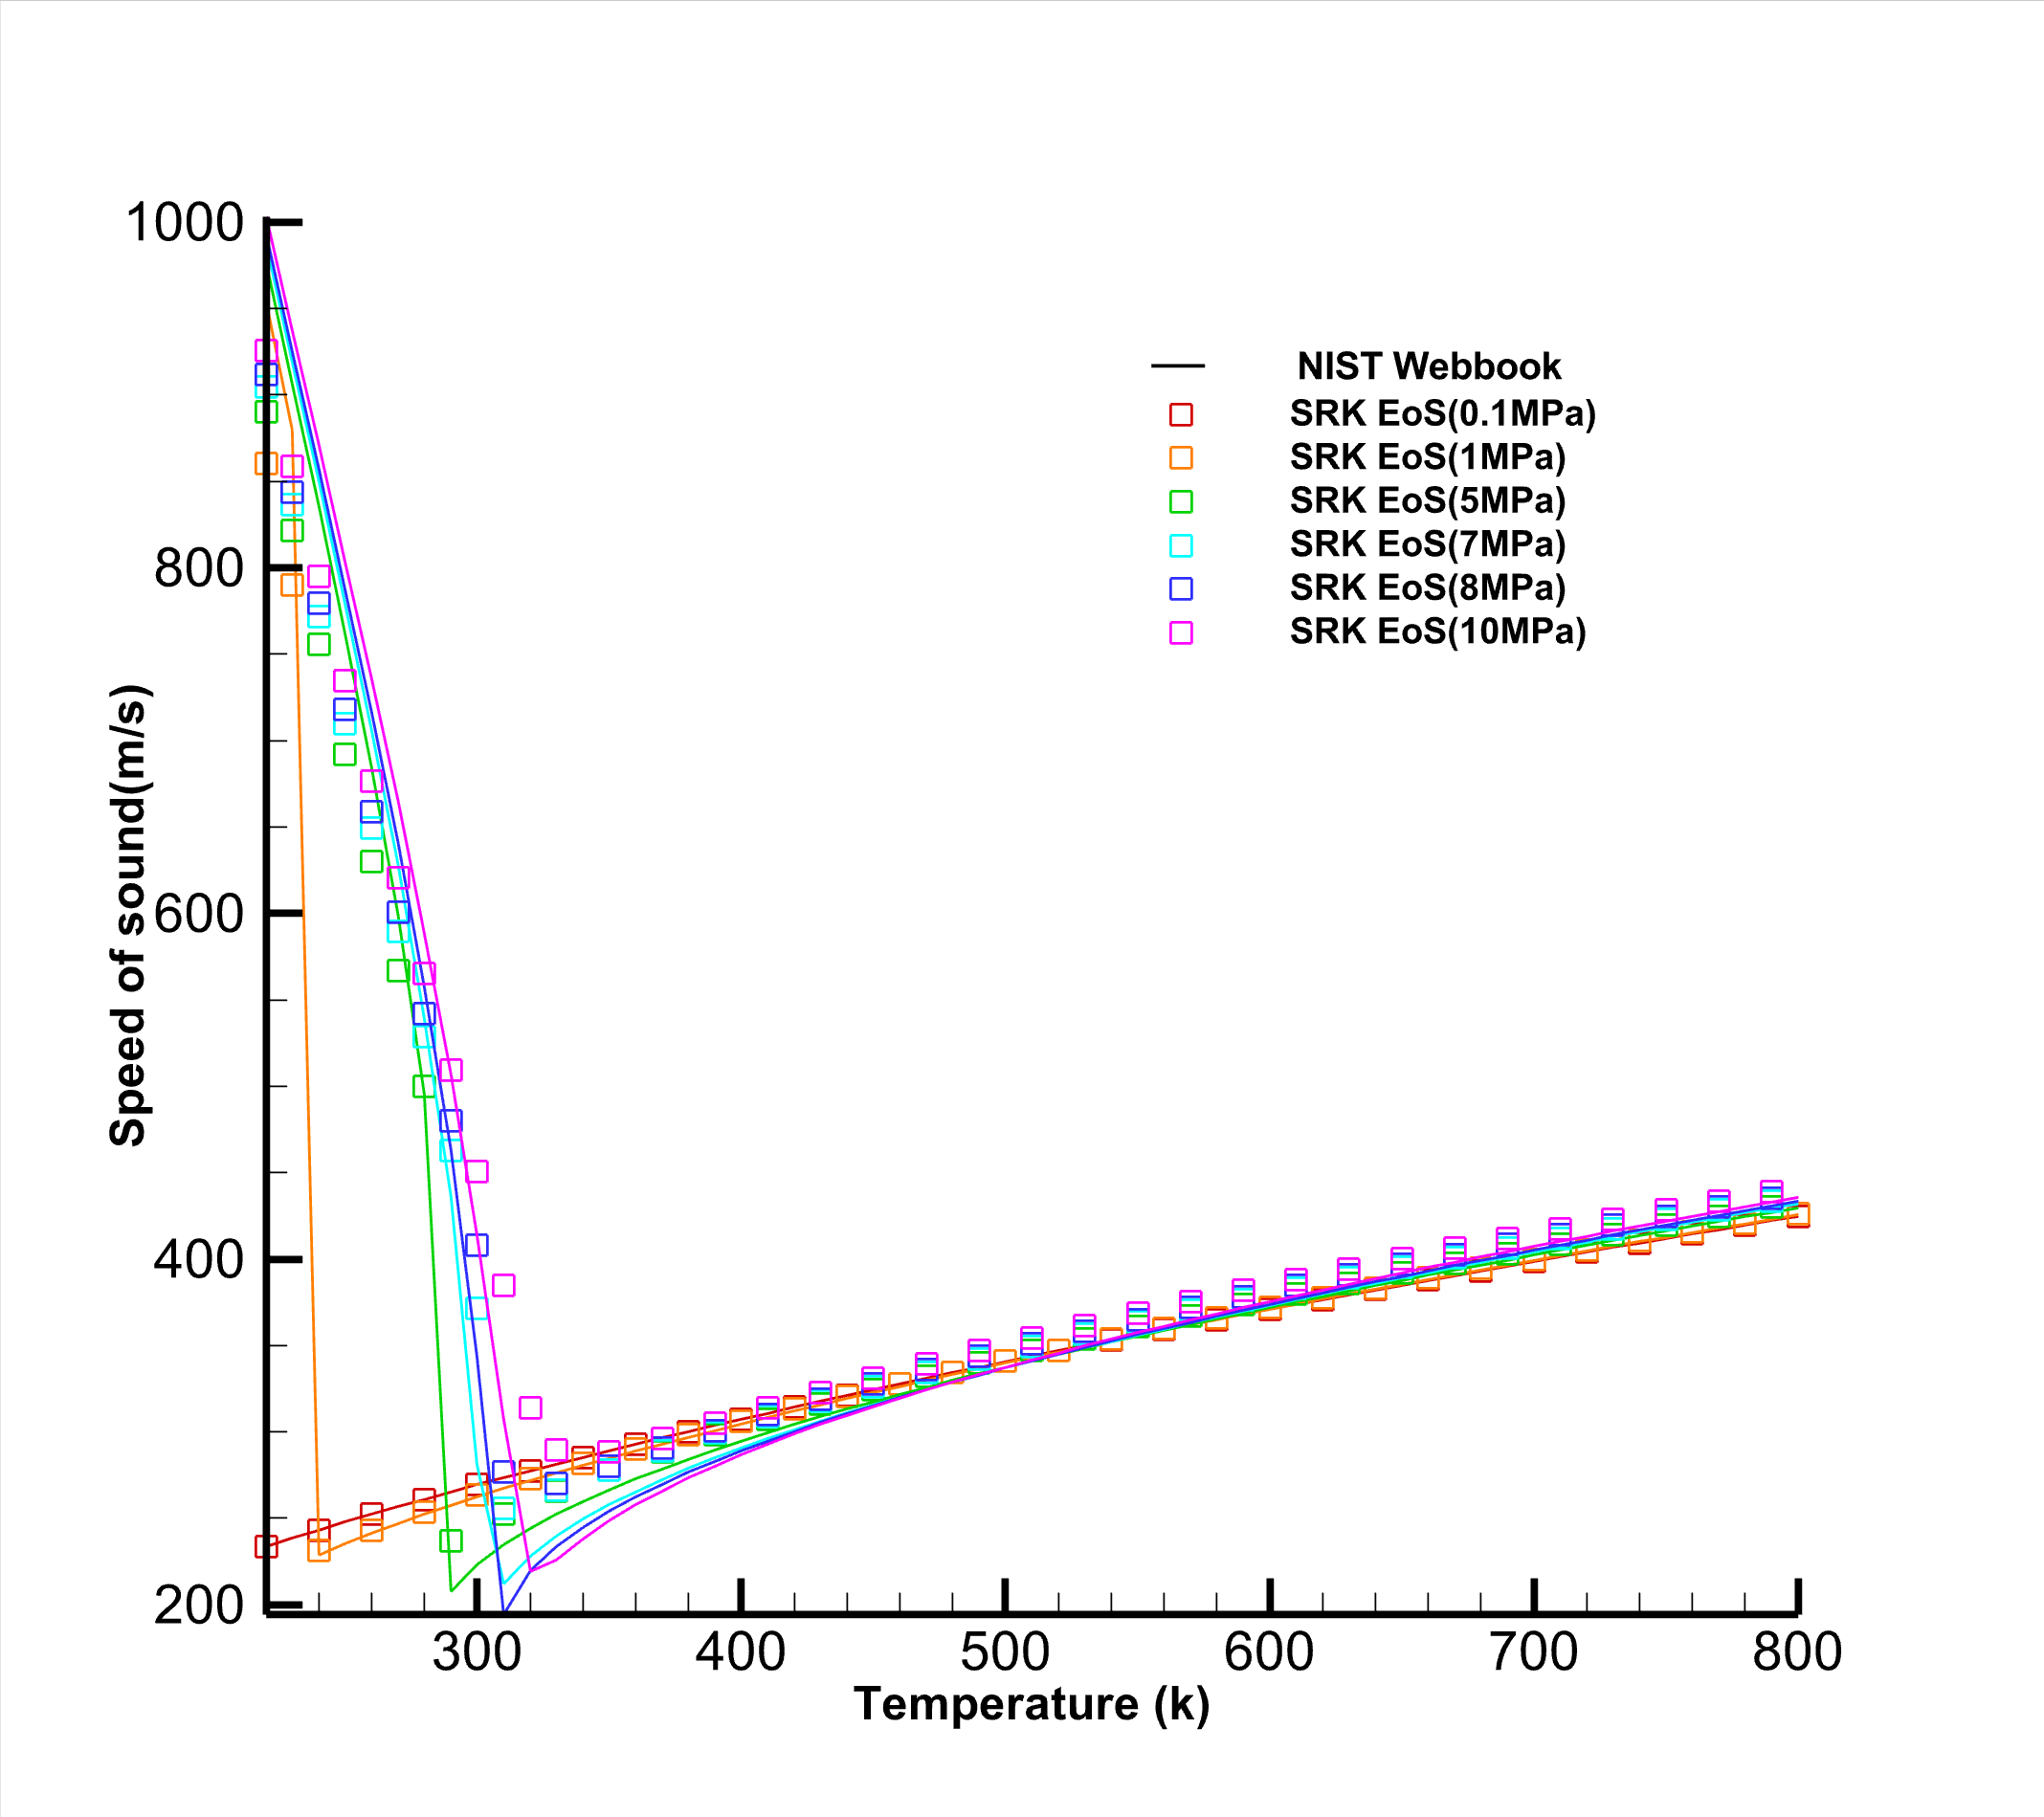 1000
800
600
400
200
Speed of sound(m/s)
NIST Webbook
SRK EoS(0.1MPa)
SRK EoS(1MPa)
SRK EoS(5MPa)
SRK EoS(7MPa)
SRK EoS(8MPa)
SRK EoS(10MPa)
300 400 500 600 700 800
Temperature (k)